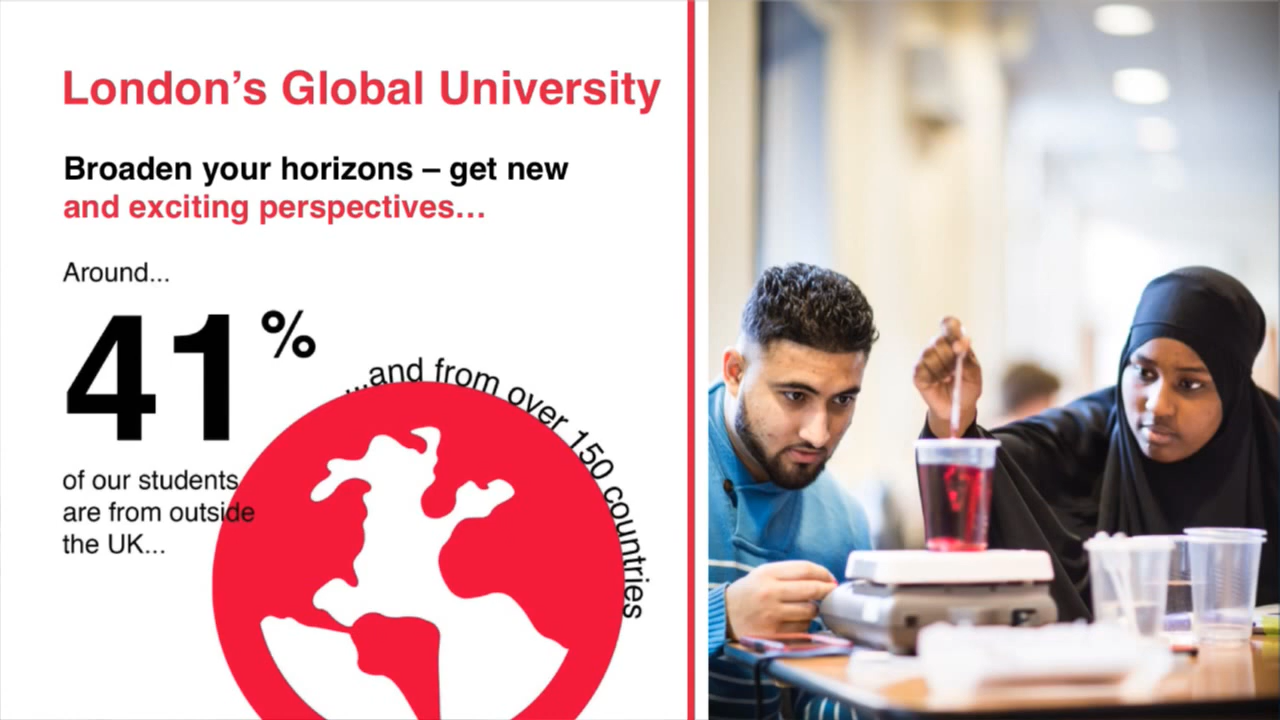 London’s Global University
Broaden your horizons – get new
and exciting perspectives...
Around...
41%
of our students
are from outside
the UK...
...and from over 150 countries